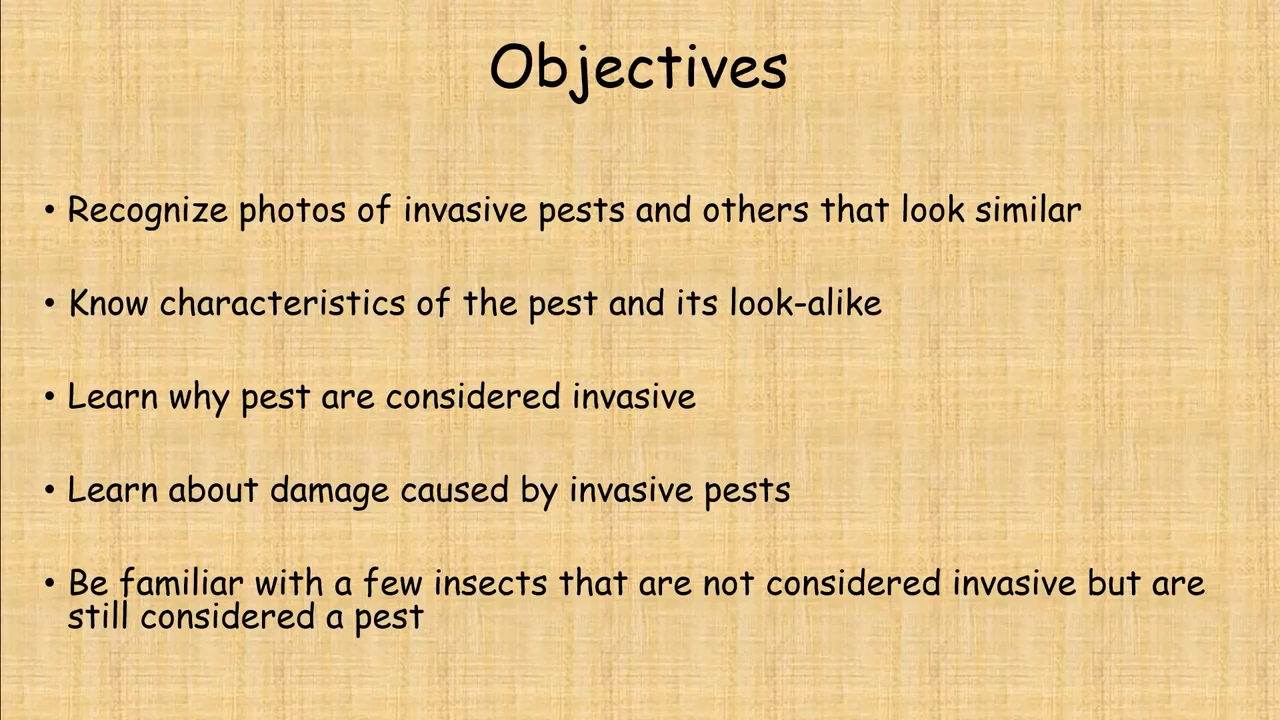 Objectives
• Recognize photos of invasive pests and others that look similar
• Know characteristics of the pest and its look-alike
• Learn why pest are considered invasive
• Learn about damage caused by invasive pests
• Be familiar with a few insects that are not considered invasive but are
still considered a pest